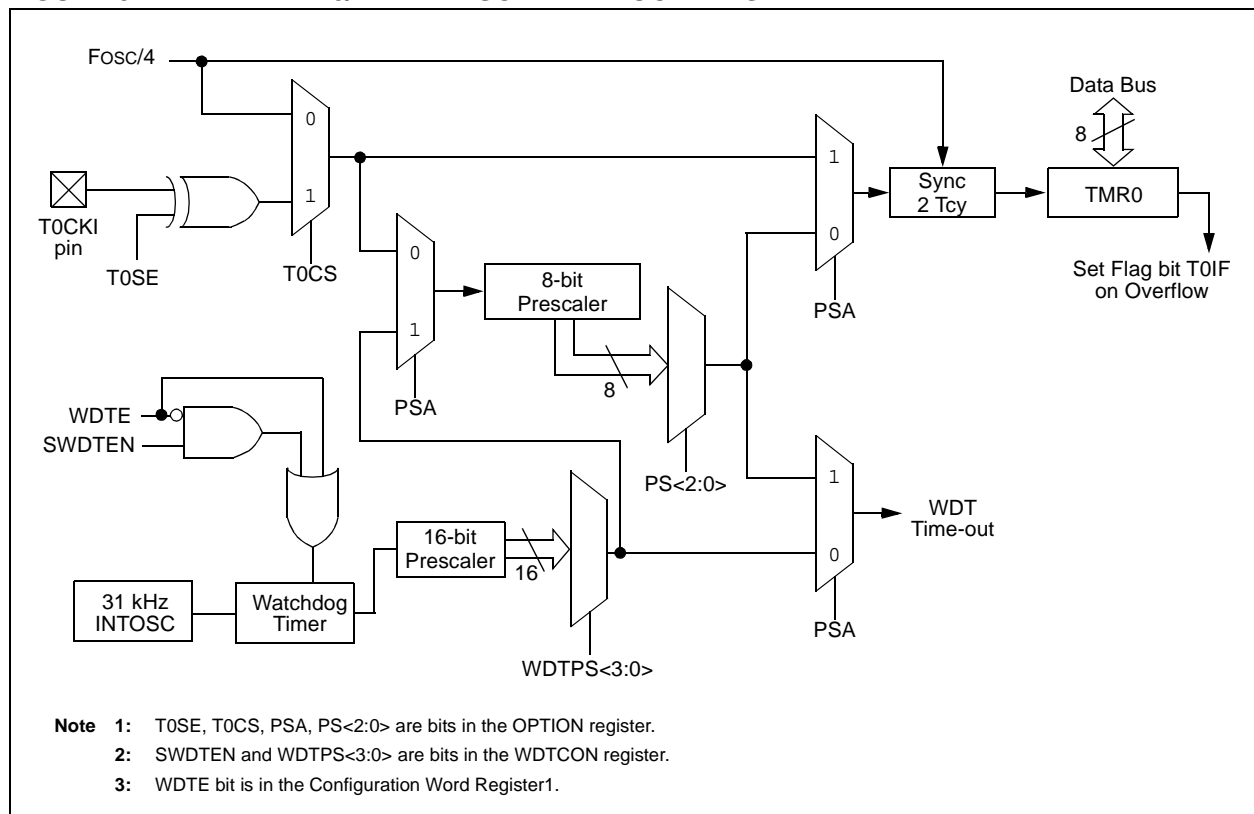 Fosc/4
Data Bus
8
0
1
T0CKI
pin
T0SE
T0CS
1
0
PSA
Sync
2 Tcy
TMR0
Set Flag bit T0IF
on Overflow
0
1
PSA
8-bit
Prescaler
8
PS<2:0>
WDTE
SWDTEN
1
0
PSA
WDT
Time-out
16-bit
Prescaler
16
31 kHz
INTOSC
Watchdog
Timer
WDTPS<3:0>
Note 1: T0SE, T0CS, PSA, PS<2:0> are bits in the OPTION register.
2: SWDTEN and WDTPS<3:0> are bits in the WDTCON register.
3: WDTE bit is in the Configuration Word Register1.